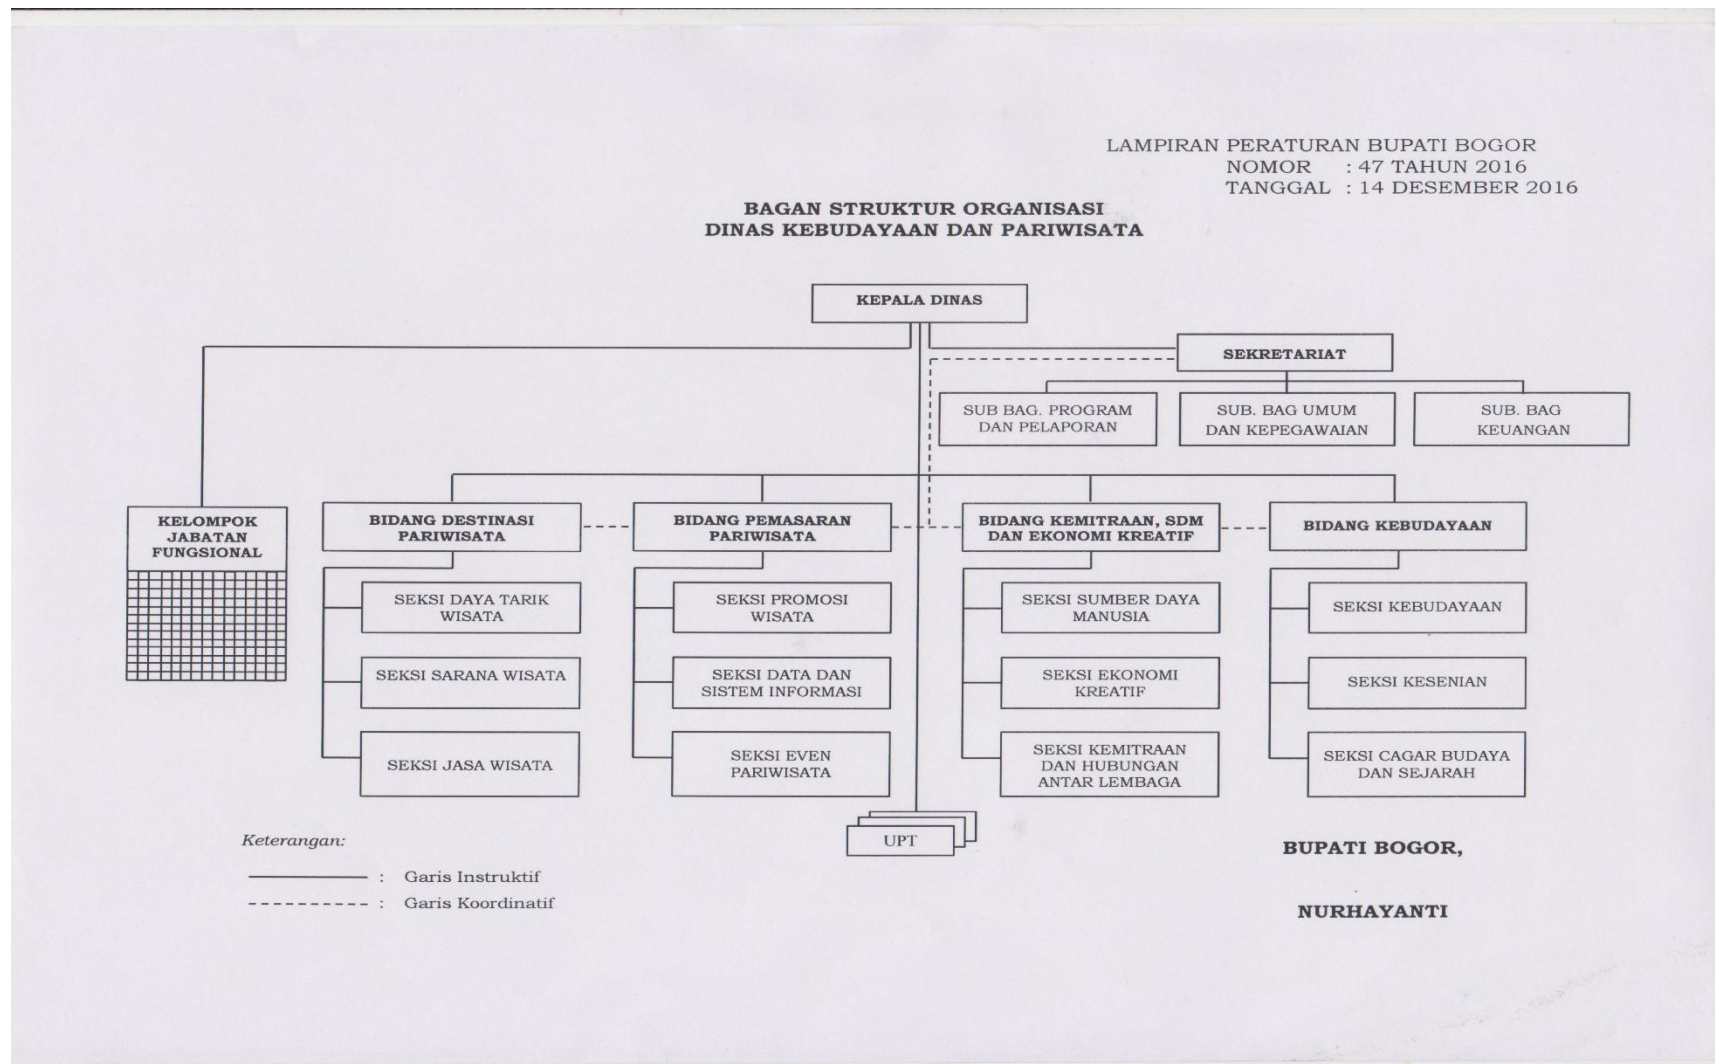 LAMPIRAN PERATURAN BUPATI BOGOR
NOMOR : 47 TAHUN 2016
TANGGAL : 14 DESEMBER 2016
BAGAN STRUKTUR ORGANISASI
DINAS KEBUDAYAAN DAN PARIWISATA
KEPALA DINAS
SEKRETARIAT
SUB BAG. PROGRAM
DAN PELAPORAN
SUB. BAG UMUM
DAN KEPEGAWAIAN
SUB. BAG
KEUANGAN
KELOMPOK
JABATAN
FUNGSIONAL
BIDANG DESTINASI
PARIWISATA
BIDANG PEMASARAN
PARIWISATA
BIDANG KEMITRAAN, SDM
DAN EKONOMI KREATIF
BIDANG KEBUDAYAAN
SEKSI DAYA TARIK
WISATA
SEKSI PROMOSI
WISATA
SEKSI SUMBER DAYA
MANUSIA
SEKSI KEBUDAYAAN
SEKSI SARANA WISATA
SEKSI DATA DAN
SISTEM INFORMASI
SEKSI EKONOMI
KREATIF
SEKSI KESENIAN
SEKSI JASA WISATA
SEKSI EVEN
PARIWISATA
SEKSI KEMITRAAN
DAN HUBUNGAN
ANTAR LEMBAGA
SEKSI CAGAR BUDAYA
DAN SEJARAH
UPT
Keterangan:
: Garis Instruktif
: Garis Koordinatif
BUPATI BOGOR,
NURHAYANTI